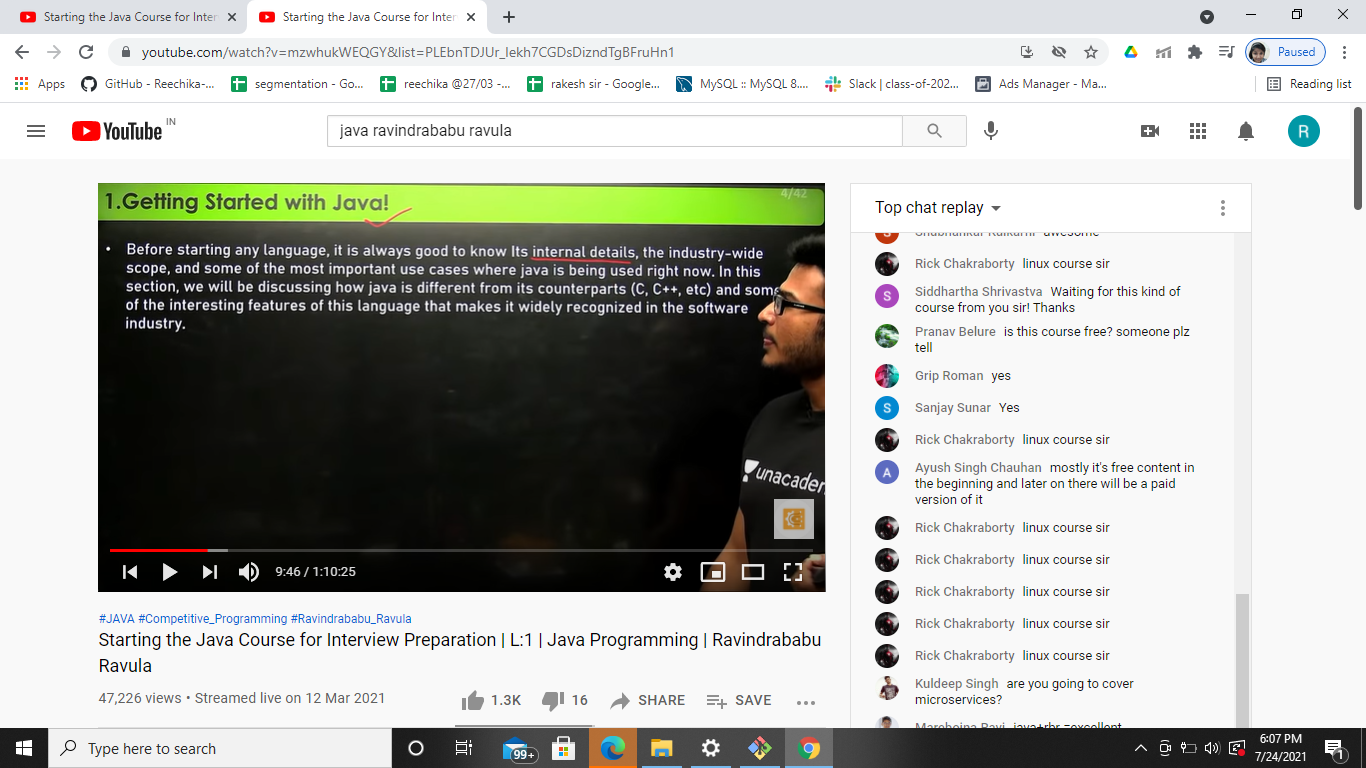 Starting the Java Course for Inter
Starting the Java Course for Inter
youtube.com/watch?v=mzwhukWEQGY&list=PLEbnTDJUr_Iekh7CGDsDizndTgBFruHn1
Paused
Apps
GitHub - Reechika-...
segmentation - Go...
reechika @27/03 -...
rakesh sir - Google...
MySQL :: MySQL 8....
Slack | class-of-202...
Ads Manager - Ma...
Reading list
YouTube IN
java ravindrababu ravula
R
1.Getting Started with Java!
4/42
• Before starting any language, it is always good to know Its internal details, the industry-wide
scope, and some of the most important use cases where java is being used right now. In this
section, we will be discussing how java is different from its counterparts (C, C++, etc) and some
of the interesting features of this language that makes it widely recognized in the software
industry.
unacadem
9:46 / 1:10:25
#JAVA #Competitive_Programming #Ravindrababu_Ravula
Starting the Java Course for Interview Preparation | L:1 | Java Programming | Ravindrababu
Ravula
47,226 views • Streamed live on 12 Mar 2021
1.3K
16
SHARE
SAVE
Top chat replay
S Shubhankar Kulkarni awesome
Rick Chakraborty linux course sir
S Siddhartha Shrivastva Waiting for this kind of
course from you sir! Thanks
Pranav Belure is this course free? someone plz
tell
Grip Roman yes
S Sanjay Sunar Yes
Rick Chakraborty linux course sir
A Ayush Singh Chauhan mostly it's free content in
the beginning and later on there will be a paid
version of it
Rick Chakraborty linux course sir
Rick Chakraborty linux course sir
Rick Chakraborty linux course sir
Rick Chakraborty linux course sir
Rick Chakraborty linux course sir
Kuldeep Singh are you going to cover
microservices?
Ravi java+rbr =excellent
Type here to search
99+
6:07 PM
7/24/2021
1